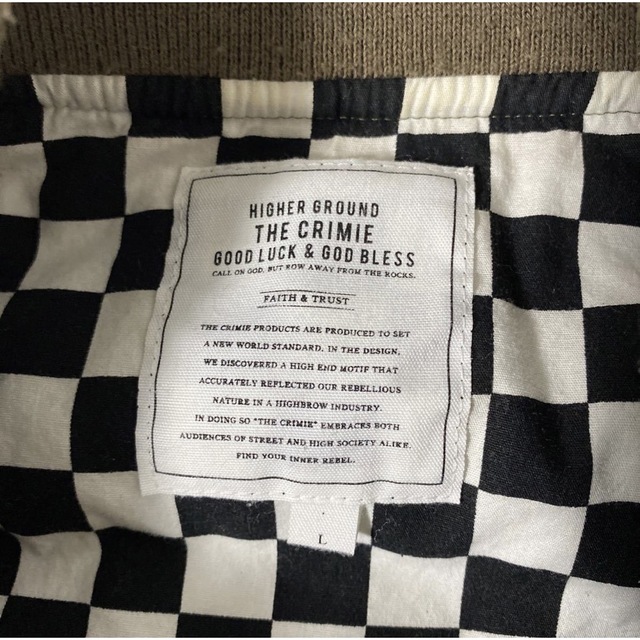 HIGHER GROUND
THE CRIMIE
GOOD LUCK & GOD BLESS
CALL ON GOD, BUT ROW AWAY FROM THE ROCKS.
FAITH & TRUST
THE CRIMIE PRODUCTS ARE PRODUCED TO SET
A NEW WORLD STANDARD. IN THE DESIGN,
WE DISCOVERED A HIGH END MOTIF THAT
ACCURATELY REFLECTED OUR REBELLIOUS
NATURE IN A HIGHBROW INDUSTRY.
IN DOING SO "THE CRIMIE" EMBRACES BOTH
AUDIENCES OF STREET AND HIGH SOCIETY ALIKE.
FIND YOUR INNER REBEL.
L